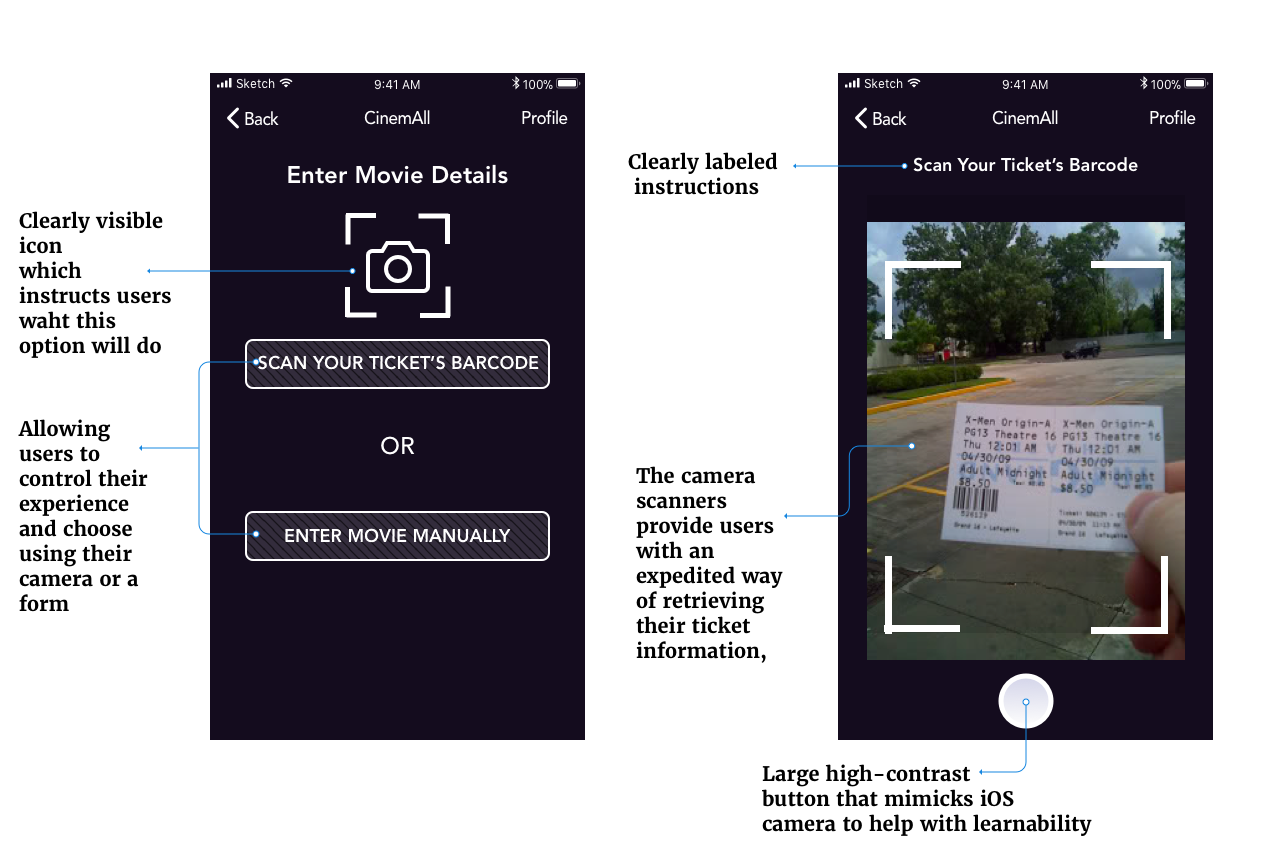 Sketch 9:41 AM 100%
Back CinemAll Profile
Enter Movie Details
Clearly visible
icon
which
instructs users
waht this
option will do
SCAN YOUR TICKET'S BARCODE
Allowing
users to
control their
experience
and choose
using their
camera or a
form
OR
ENTER MOVIE MANUALLY
Sketch 9:41 AM 100%
Back CinemAll Profile
Clearly labeled
instructions
Scan Your Ticket's Barcode
X-Men Origin-A
PG13 Theatre 16
Thu 12:01 AM
04/30/09
Adult Midnight
$8.50
Grand 16 - Lafayette
X-Men Origin-A
PG13 Theatre 16
Thu 12:01 AM
04/30/09
Adult Midnight
$8.50
The camera
scanners
provide users
with an
expedited way
of retrieving
their ticket
information,
Large high-contrast
button that mimicks iOS
camera to help with learnability